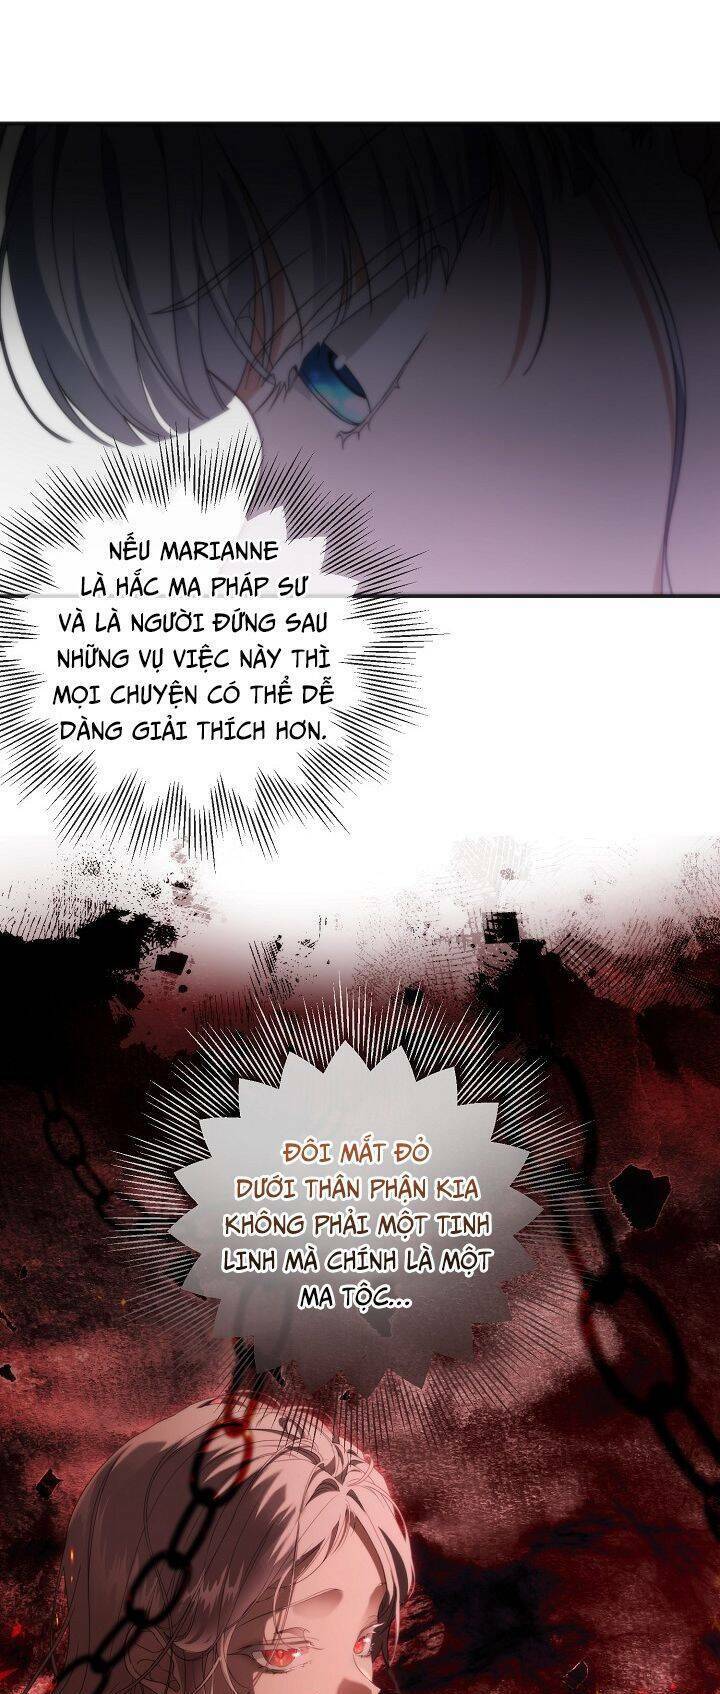 NẾU MARIANNE
LÀ HẮC MA PHÁP SƯ
VÀ LÀ NGƯỜI ĐỨNG SAU
NHỮNG VỤ VIỆC NÀY THÌ
MỌI CHUYỆN CÓ THỂ DỄ
DÀNG GIẢI THÍCH HƠN.
ĐÔI MẮT ĐỎ
DƯỚI THÂN PHẬN KIA
KHÔNG PHẢI MỘT TINH
LINH MÀ CHÍNH LÀ MỘT
MA TỘC...